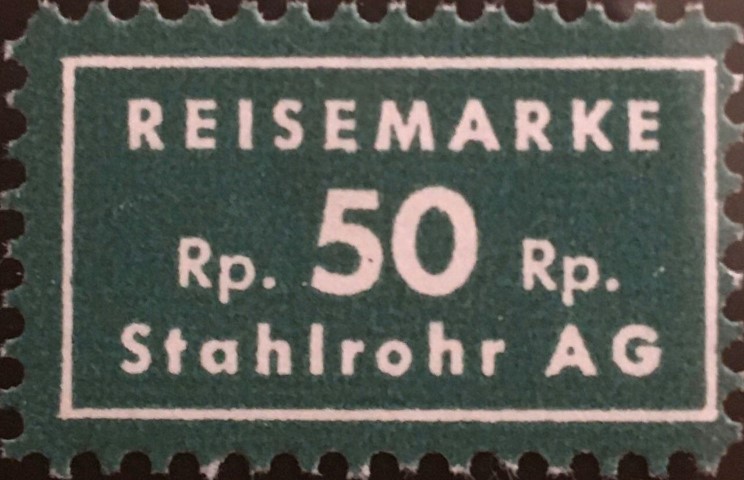 REISEMARKE
Rp. 50 Rp.
Stahlrohr AG